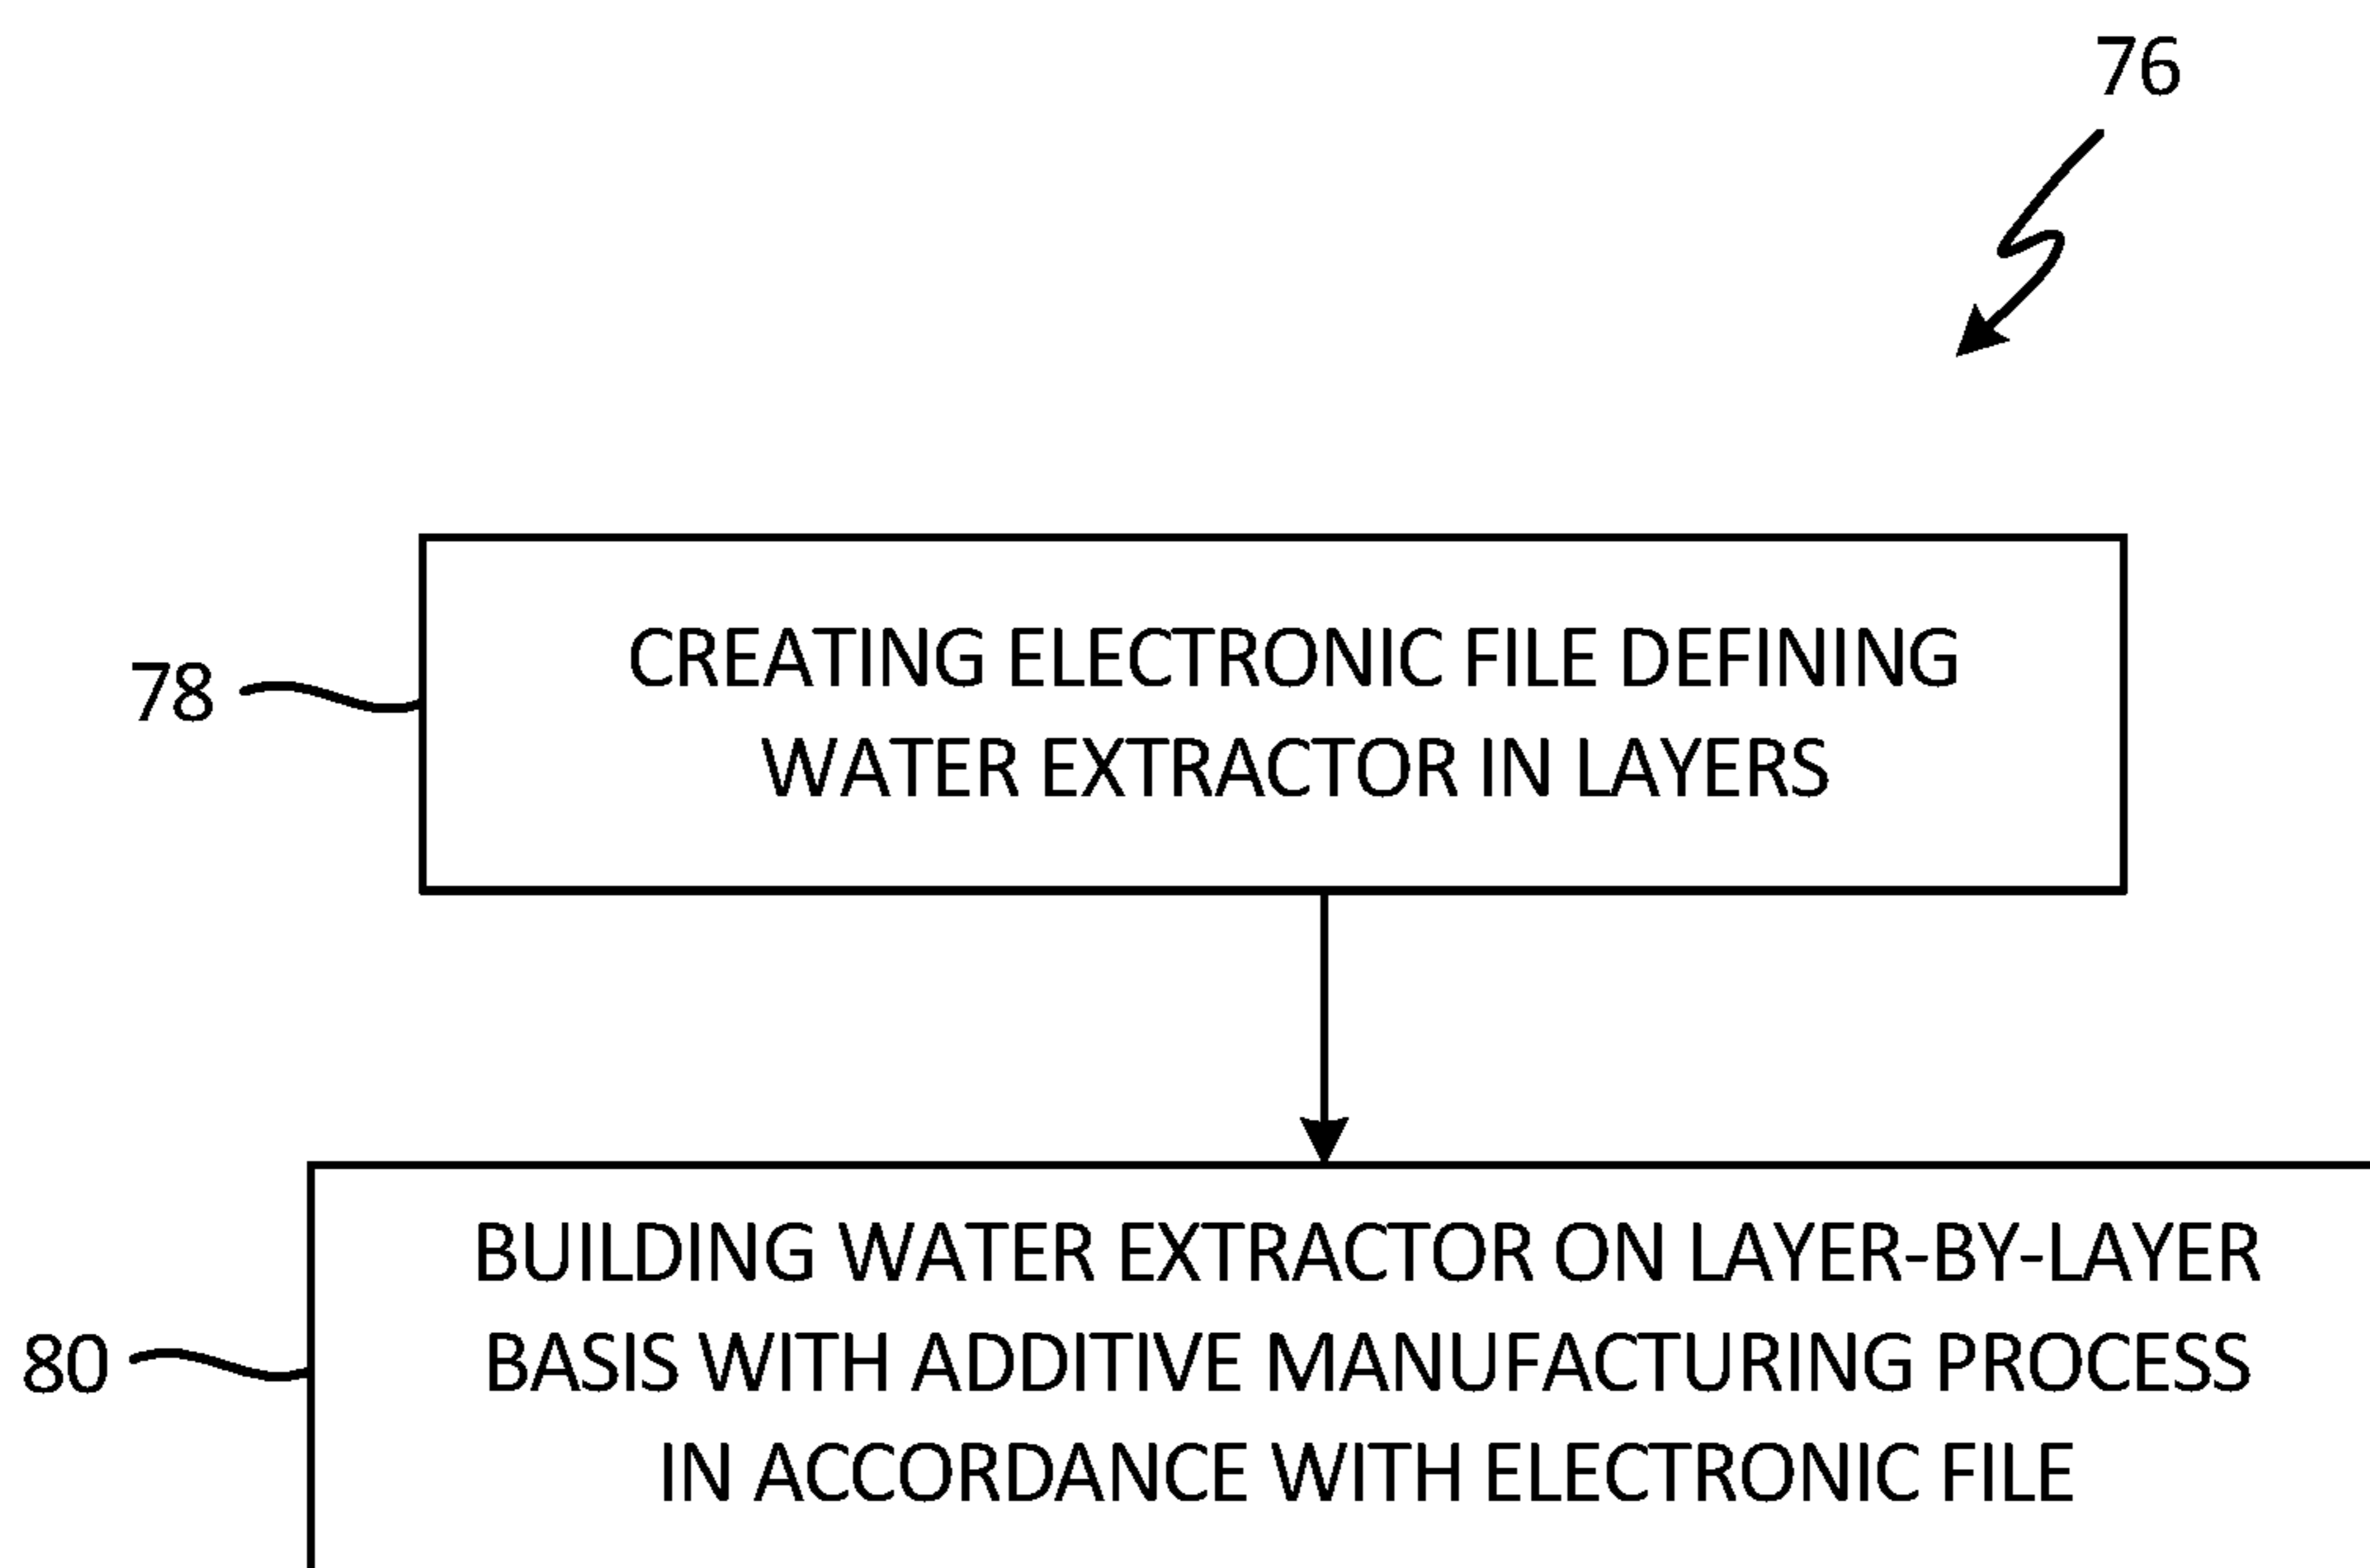 76
78
CREATING ELECTRONIC FILE DEFINING
WATER EXTRACTOR IN LAYERS
80
BUILDING WATER EXTRACTOR ON LAYER-BY-LAYER
BASIS WITH ADDITIVE MANUFACTURING PROCESS
IN ACCORDANCE WITH ELECTRONIC FILE